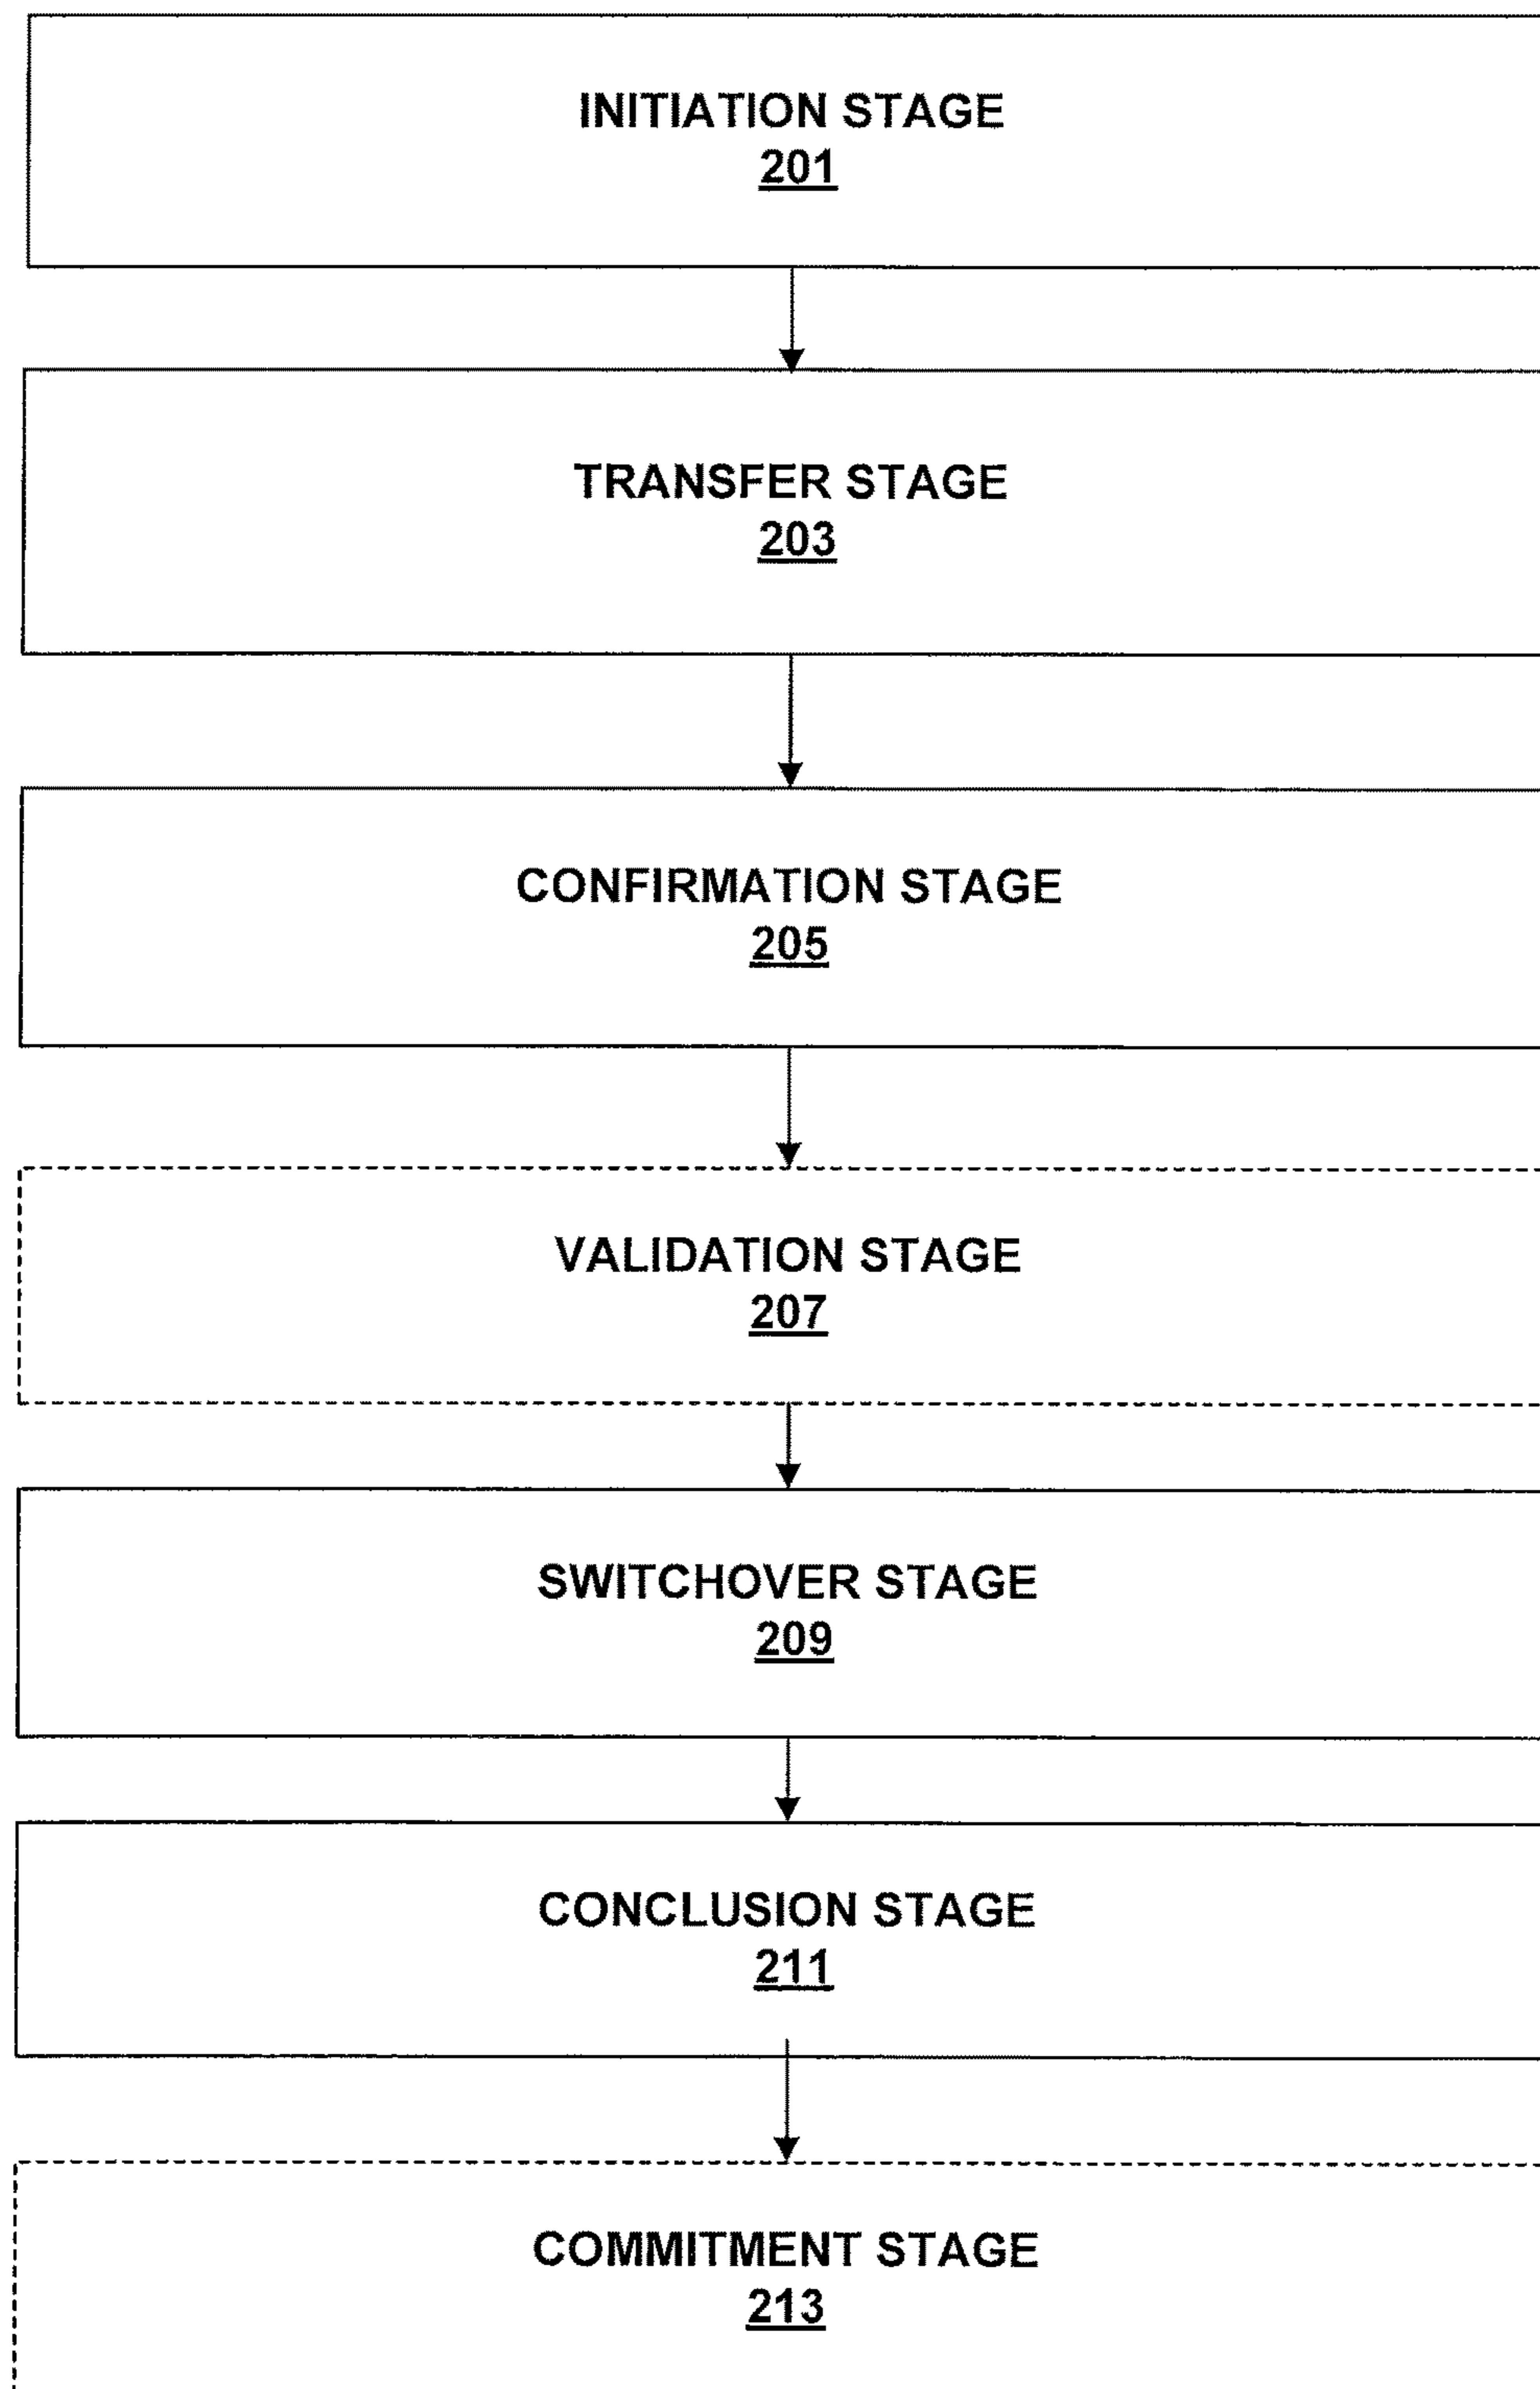 INITIATION STAGE
201
TRANSFER STAGE
203
CONFIRMATION STAGE
205
VALIDATION STAGE
207
SWITCHOVER STAGE
209
CONCLUSION STAGE
211
COMMITMENT STAGE
213